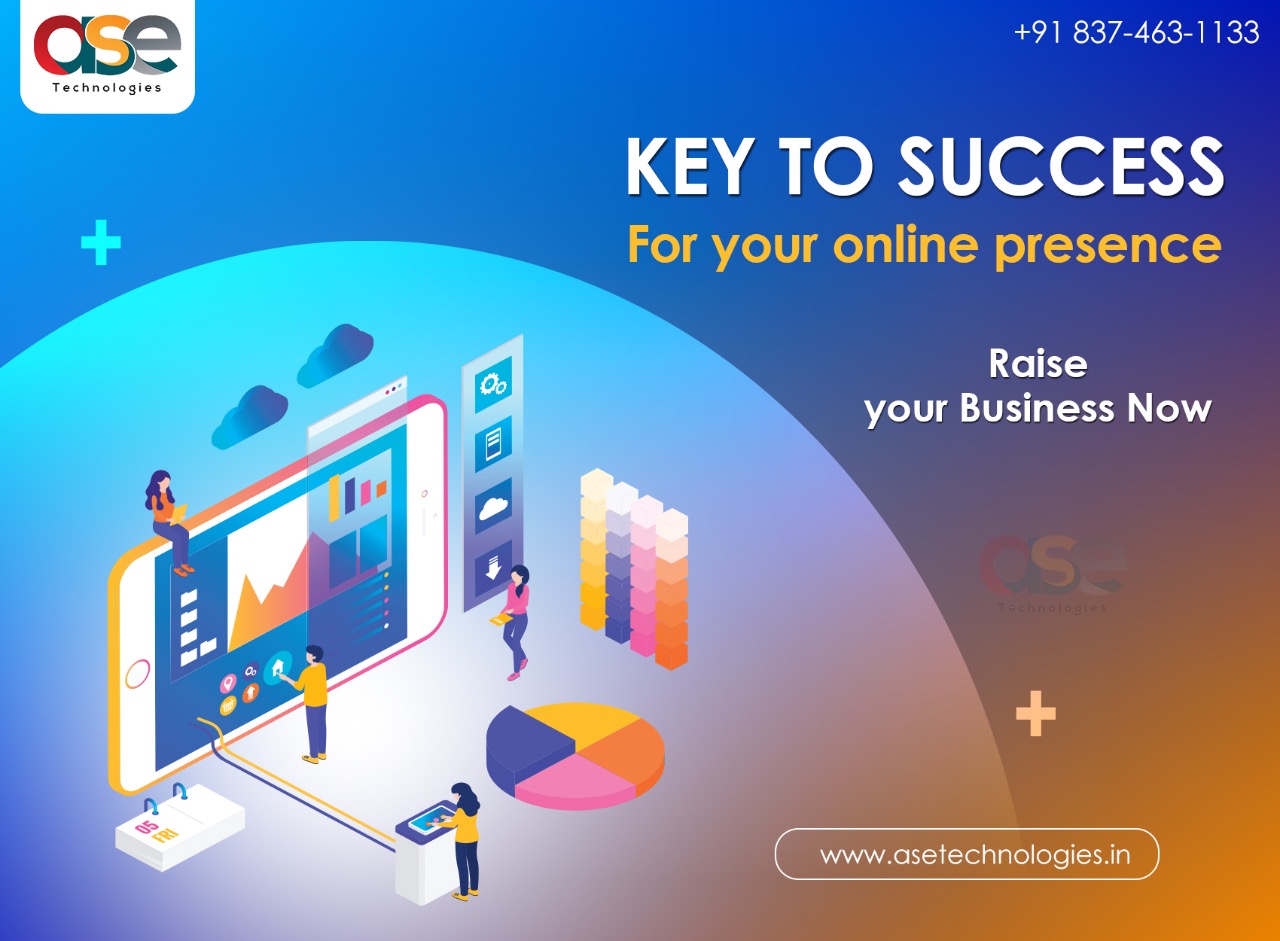 ase
Technologies
+91 837-463-1133
KEY TO SUCCESS
For your online presence
Raise
your Business Now
ase
Technologies
05
FRI
www.asetechnologies.in